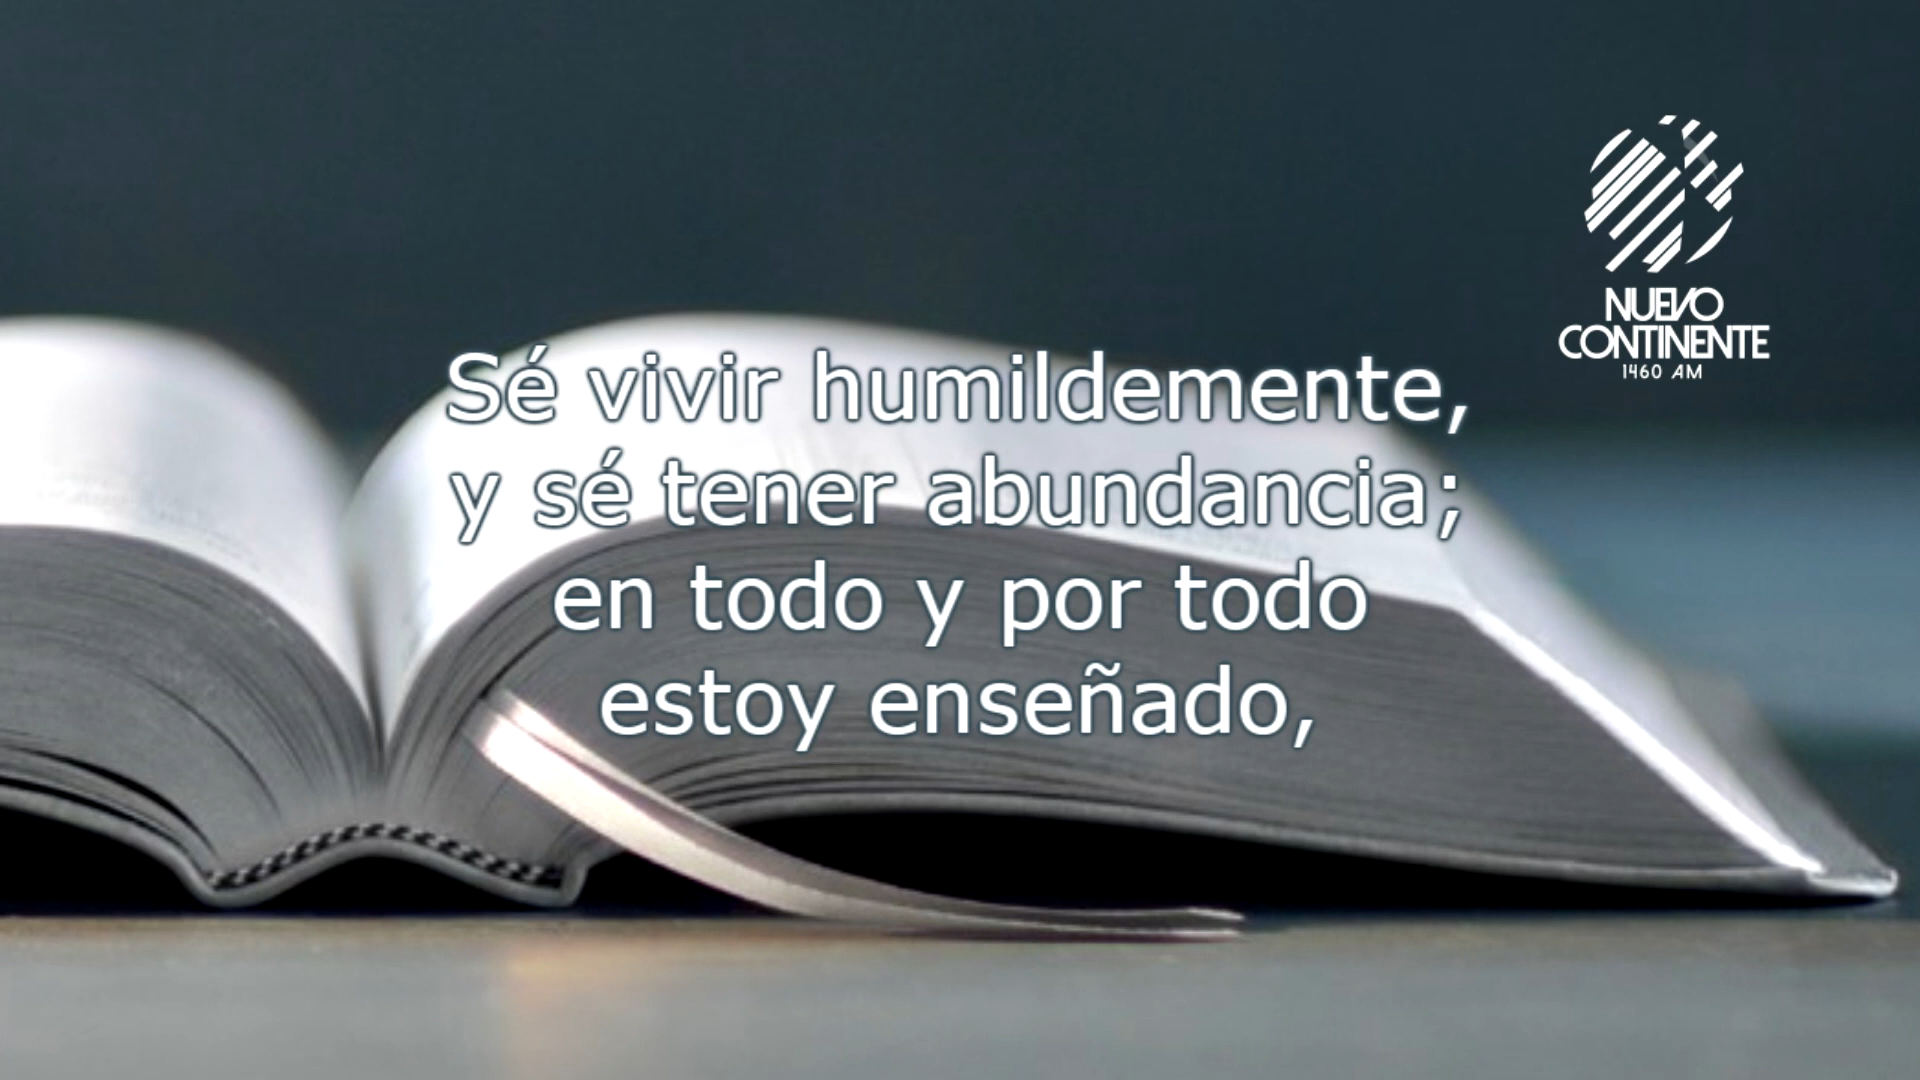 NUEVO
CONTINENTE
1460 AM
Sé vivir humildemente,
y sé tener abundancia;
en todo y por todo
estoy enseñado,